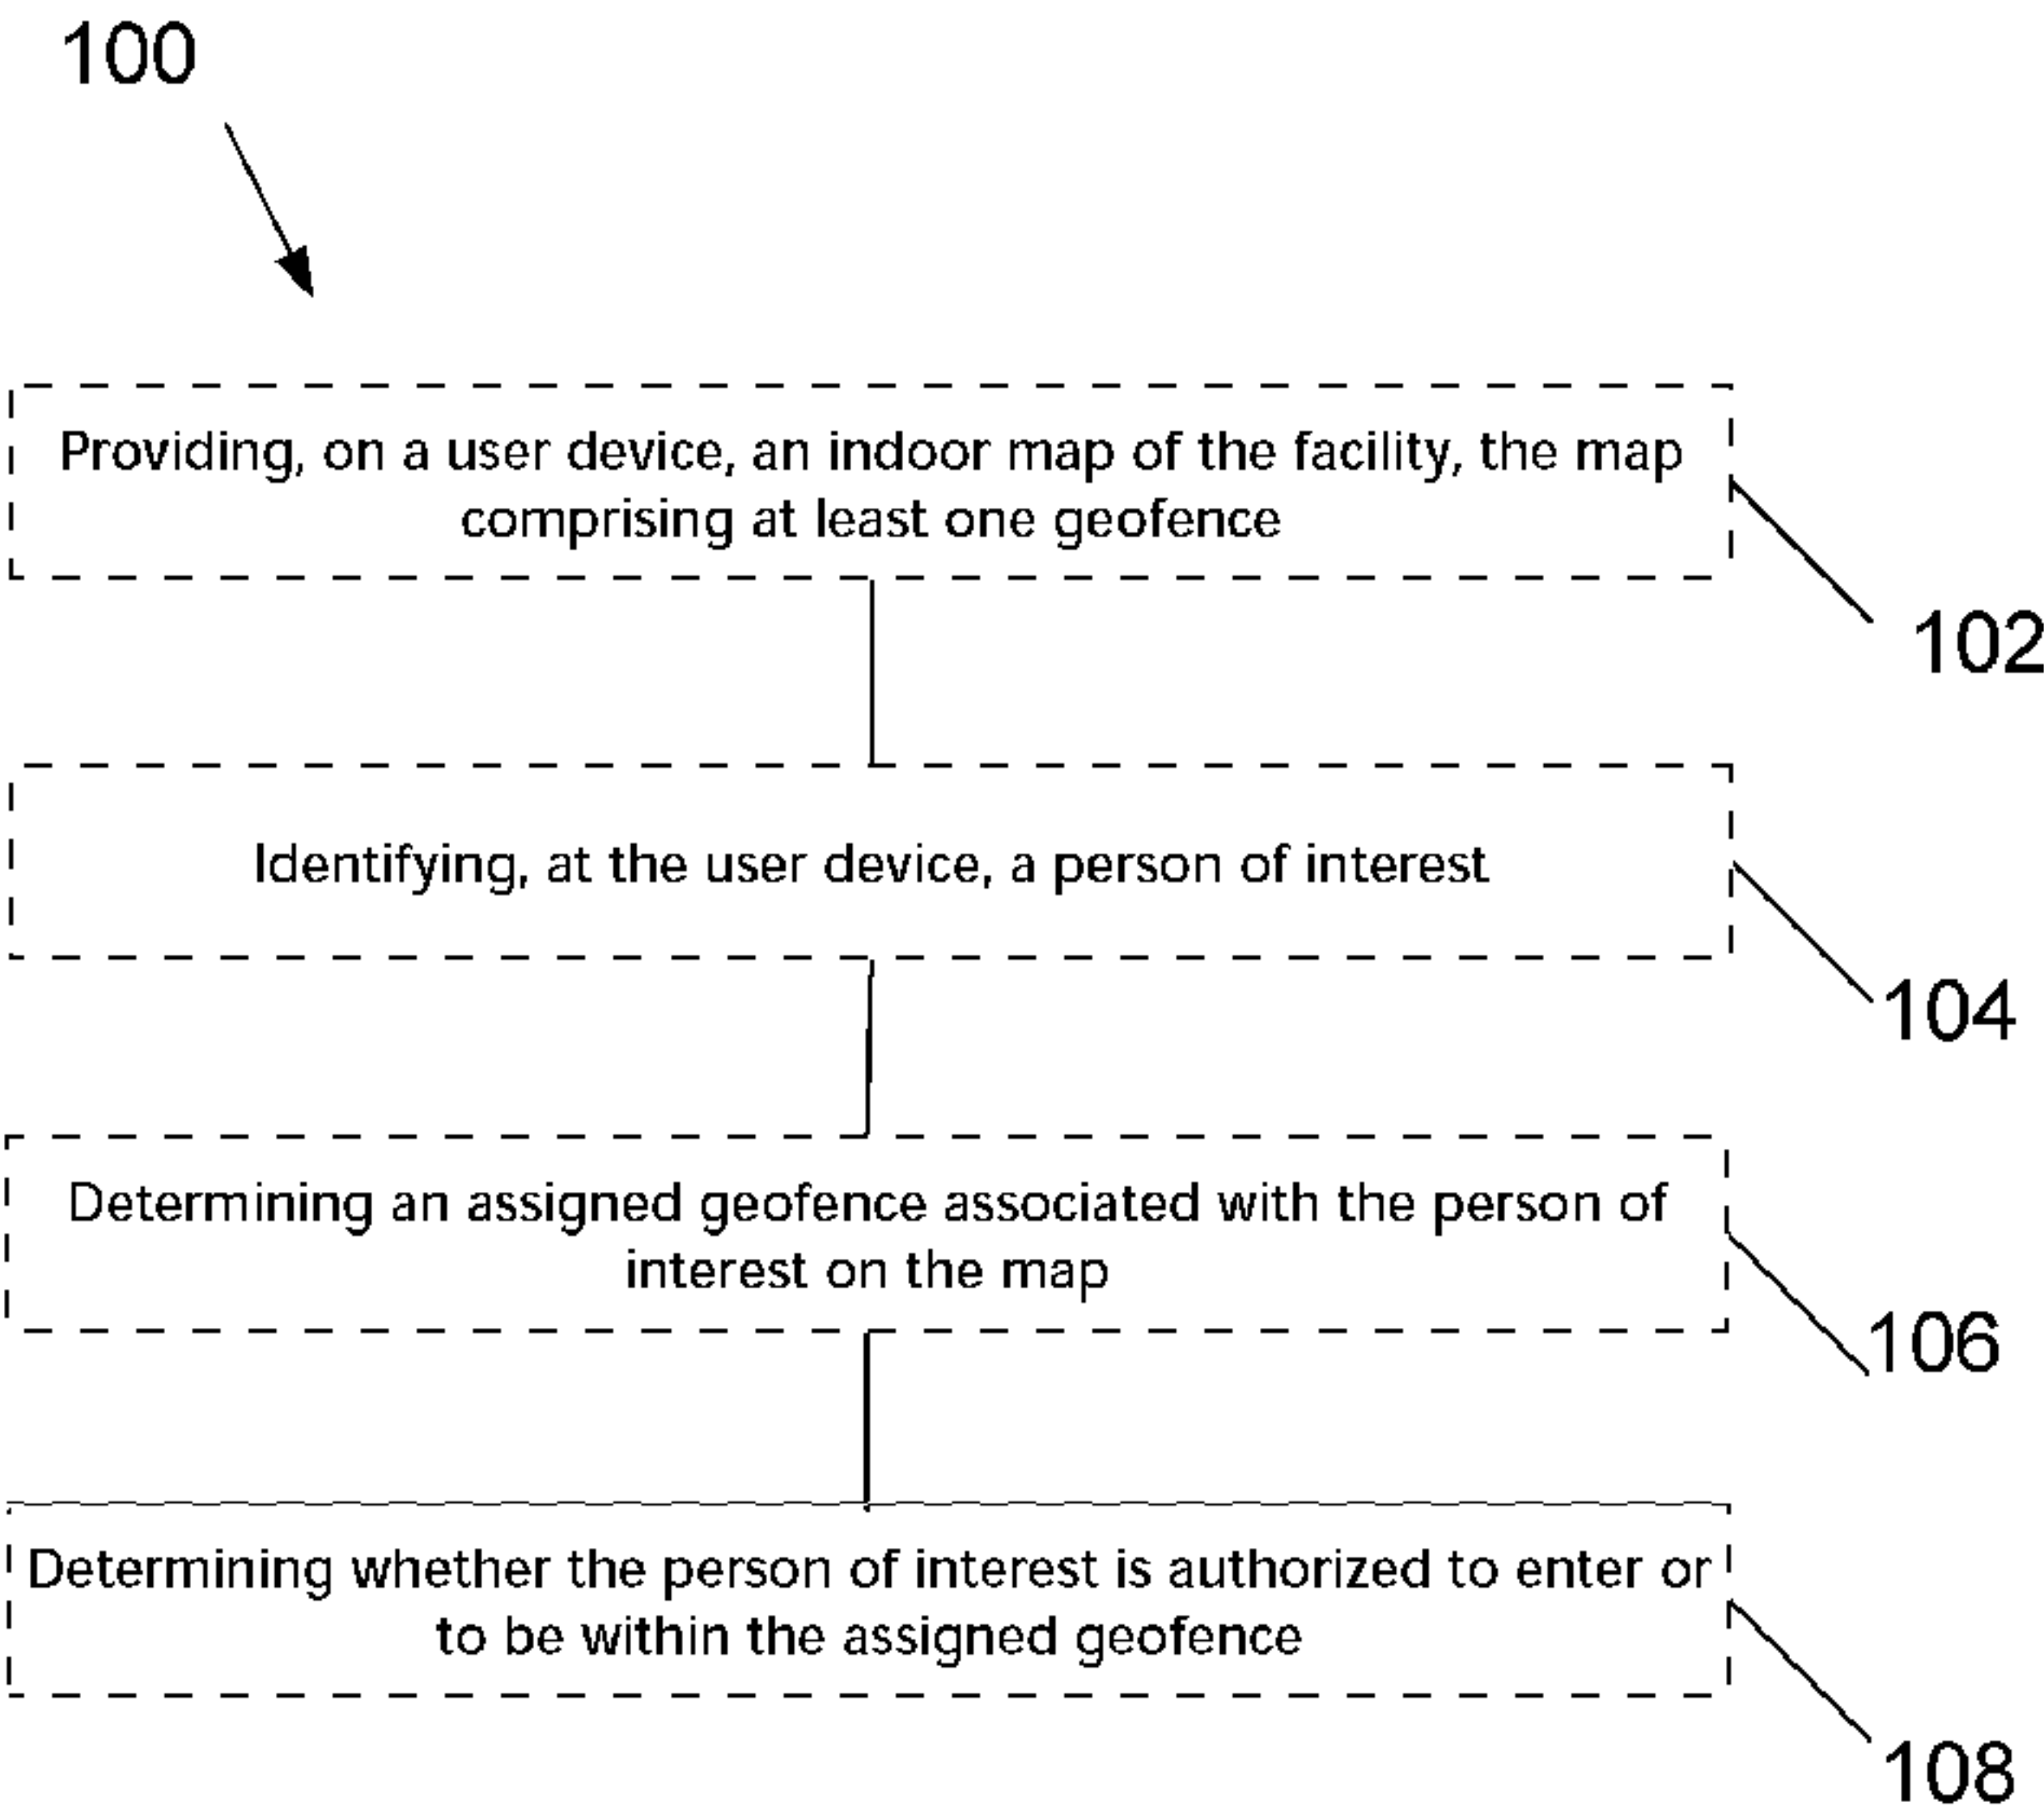 100
Providing, on a user device, an indoor map of the facility, the map
comprising at least one geofence
102
Identifying, at the user device, a person of interest
104
Determining an assigned geofence associated with the person of
interest on the map
106
Determining whether the person of interest is authorized to enter or
to be within the assigned geofence
108